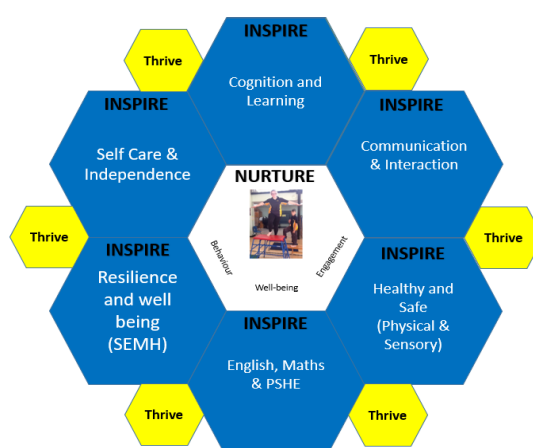 INSPIRE
Cognition and
Learning
Thrive
Thrive
INSPIRE
Self Care &
Independence
INSPIRE
Communication
& Interaction
NURTURE
Behaviour
Well-being
Engagement
Thrive
Thrive
INSPIRE
Resilience
and well
being
(SEMH)
INSPIRE
Healthy and
Safe
(Physical &
Sensory)
INSPIRE
English, Maths
& PSHE
Thrive
Thrive